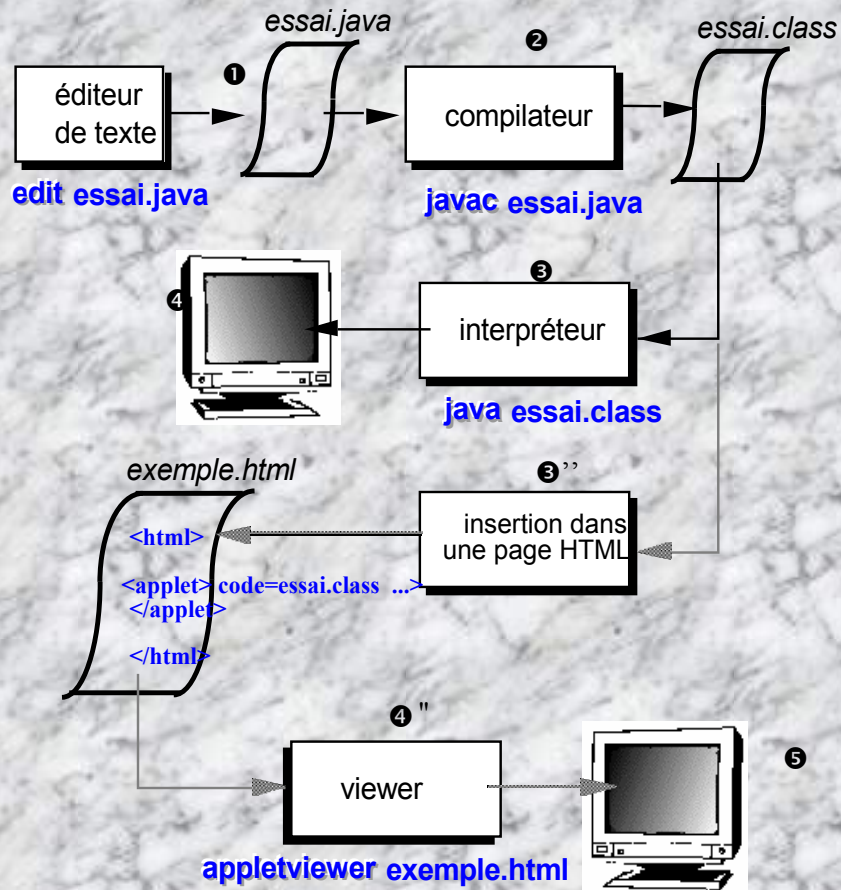 essai.java
❶
éditeur
de texte
edit essai.java
❷
compilateur
javac essai.java
essai.class
❸
interpréteur
java essai.class
❹
❸’’
insertion dans
une page HTML
exemple.html
<html>
<applet> code=essai.class ...>
</applet>
</html>
❹"
viewer
appletviewer exemple.html
❺